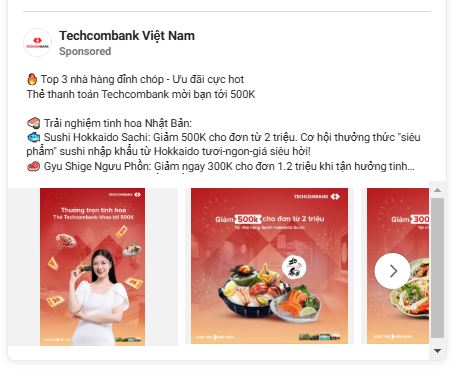 Techcombank Việt Nam
Sponsored
🔥 Top 3 nhà hàng đỉnh chóp - Ưu đãi cực hot
Thẻ thanh toán Techcombank mời bạn tới 500K
🍣 Trải nghiệm tinh hoa Nhật Bản:
🐟 Sushi Hokkaido Sachi: Giảm 500K cho đơn từ 2 triệu. Cơ hội thưởng thức "siêu
phẩm" sushi nhập khẩu từ Hokkaido tươi-ngon-giá siêu hời!
🥩 Gyu Shige Ngưu Phồn: Giảm ngay 300K cho đơn 1.2 triệu khi tận hưởng tinh...
TECHCOMBANK
Thưởng trọn tinh hoa
Thẻ Techcombank khao tới 500K
TECHCOMBANK
Giảm 500k cho đơn từ 2 triệu
Tại nhà hàng Sushi Hokkaido Sachi
Giảm 300